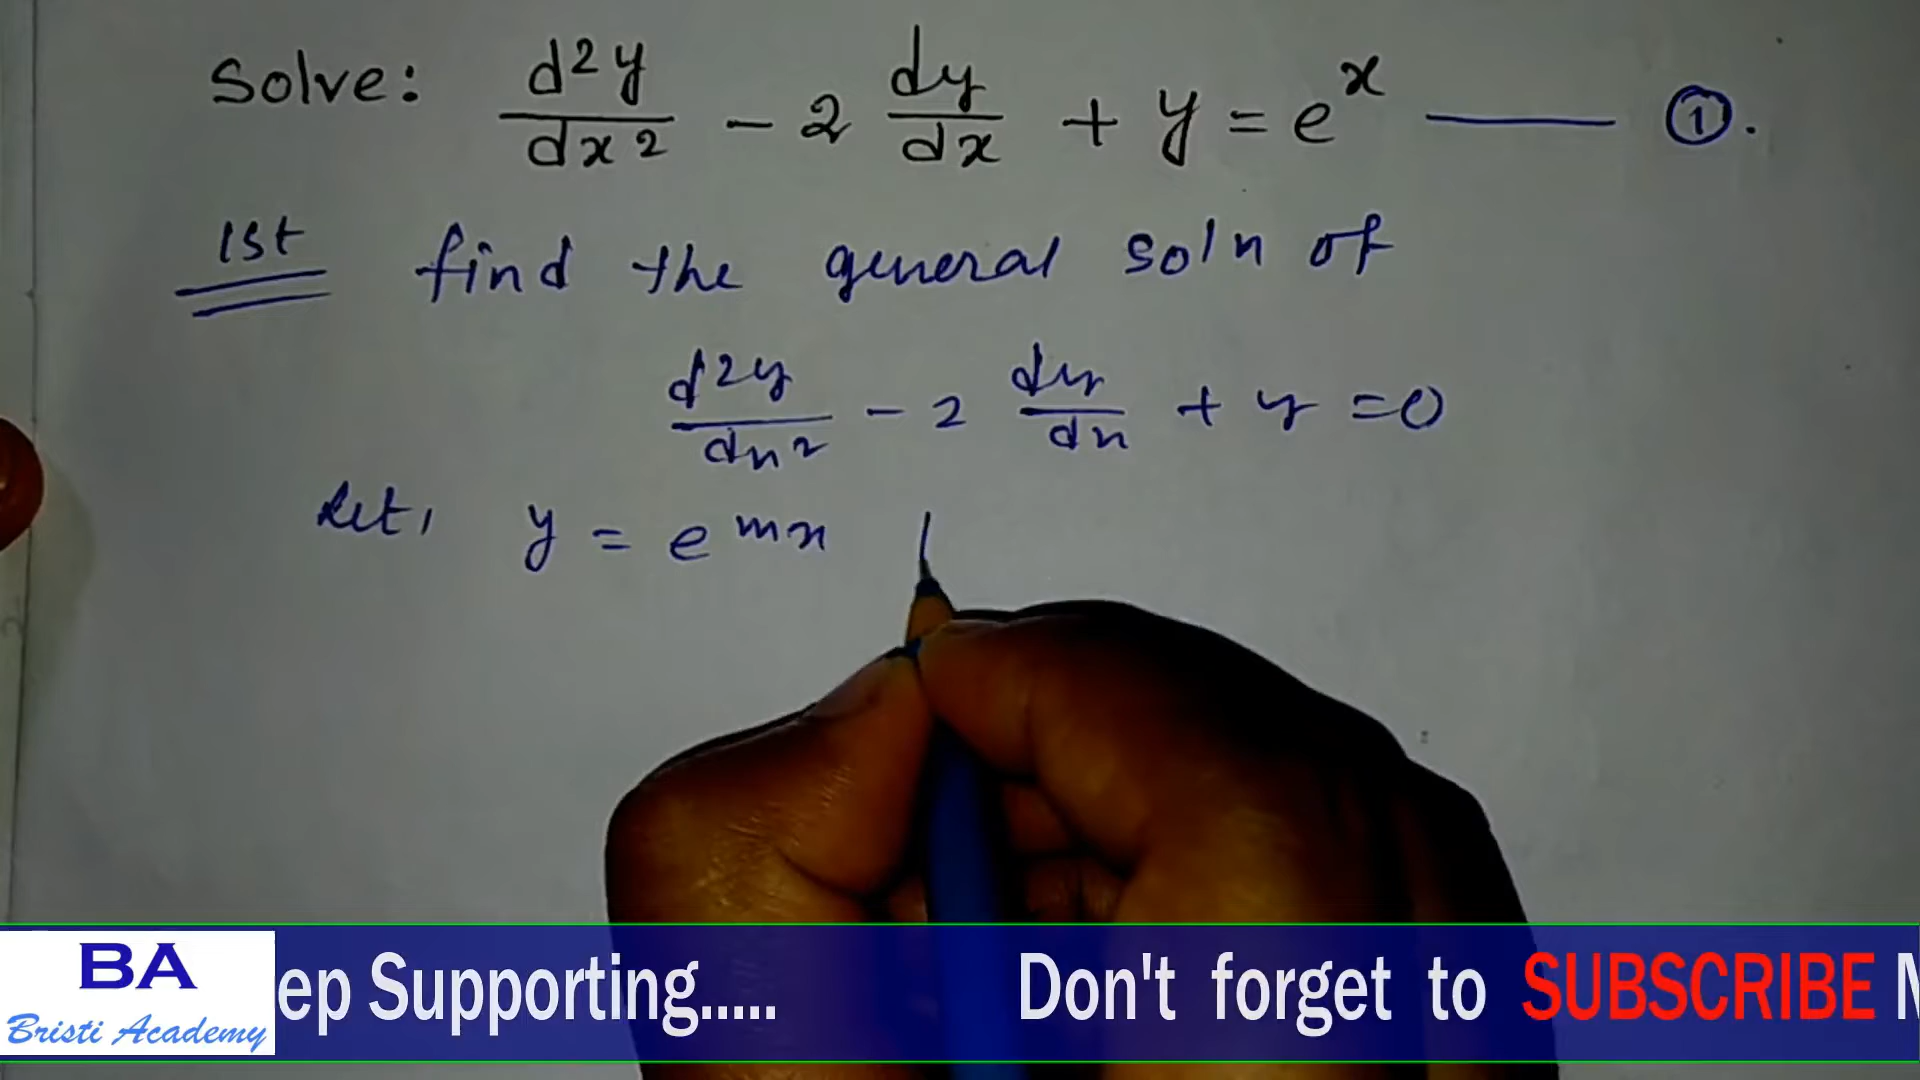 Solve: d²y/dx² - 2 dy/dx + y = eˣ —— ①.
1st find the general soln of
d²y/dx² - 2 dy/dx + y = 0
Let, y = e^mx
BA
Bristi Academy
ep Supporting..... Don't forget to SUBSCRIBE M